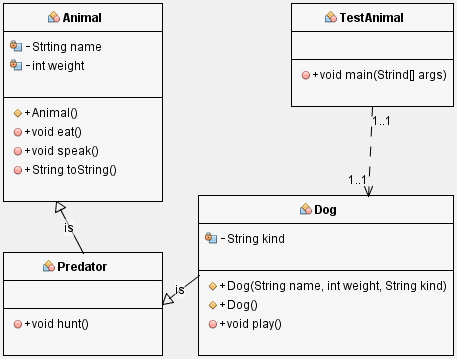 Animal
- Strting name
- int weight
+ Animal()
+void eat()
+void speak()
+String toString()
TestAnimal
+void main(Strind[] args)
1..1
1..1
is
Predator
+void hunt()
is
Dog
- String kind
+ Dog(String name, int weight, String kind)
+ Dog()
+void play()